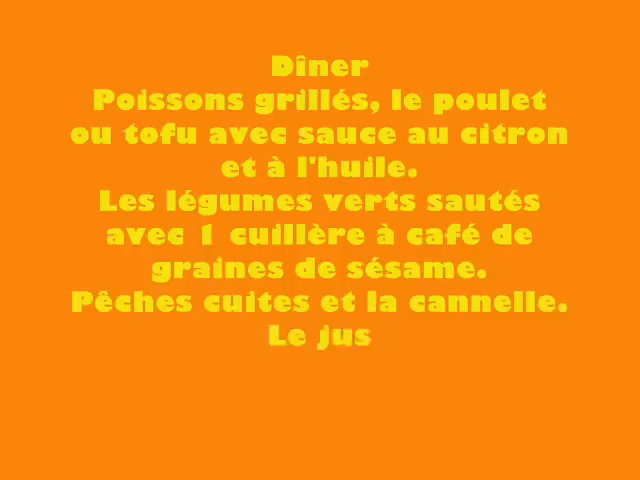 Dîner
Poissons grillés, le poulet
ou tofu avec sauce au citron
et à l'huile.
Les légumes verts sautés
avec 1 cuillère à café de
graines de sésame.
Pêches cuites et la cannelle.
Le jus